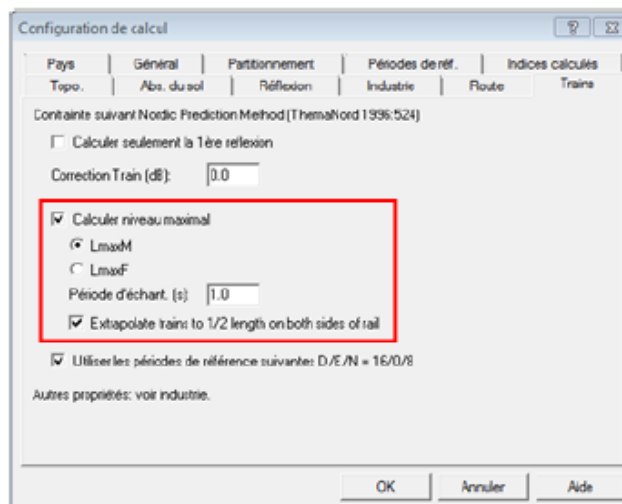 Configuration de calcul
Pays Général Partitionnement Périodes de réf. Indices calculés
Topo. Abs. du sol Réflexion Industrie Route Trains
Containte suivant Nordic Prediction Method (ThemaNord 1996:524)
Calculer seulement la 1ère reflexion
Correction Train (dB): 0.0
Calculer niveau maximal
LmaxM
LmaxF
Période d'échant. (s): 1.0
Extrapolate trains to 1/2 length on both sides of rail
Utiliser les périodes de référence suivantes D/E/N = 16/0/8
Autres propriétés: voir industrie.
OK Annuler Aide